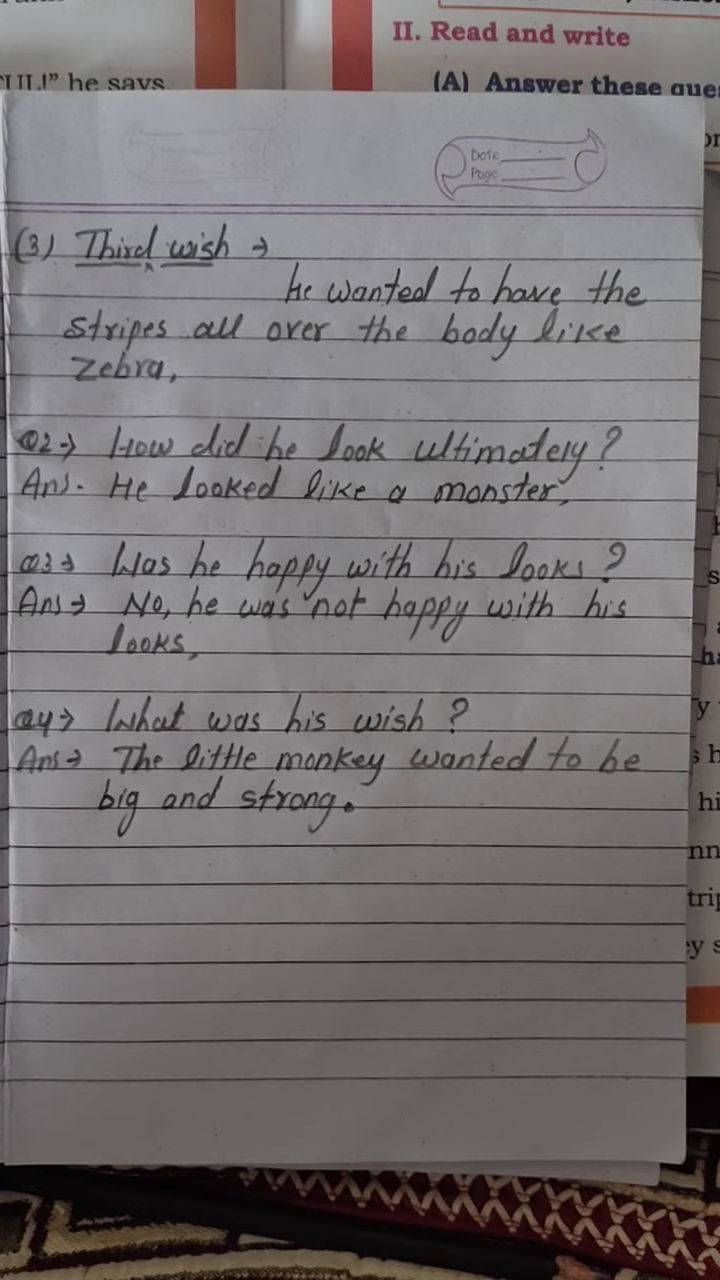 II. Read and write
he says
(A) Answer these que
Date
Page
(3) Third wish →
he wanted to have the
stripes all over the body like
zebra,
Q2→ How did he look ultimately?
Ans- He looked like a monster,
Q3→ Was he happy with his looks?
Ans→ No, he was not happy with his
looks,
Q4→ What was his wish?
Ans→ The little monkey wanted to be
big and strong.